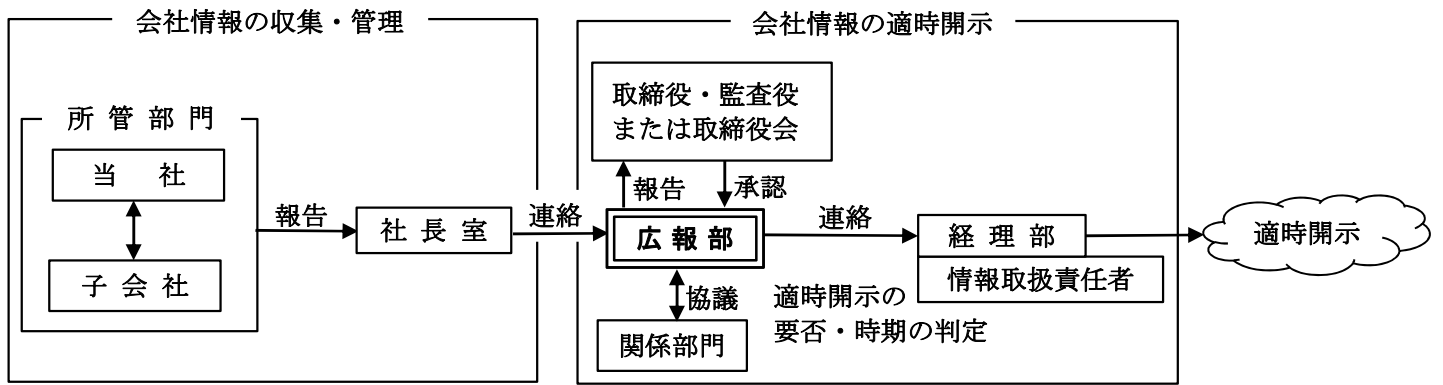 会社情報の収集・管理
所管部門
当 社
子会社
報告
社長室
連絡
会社情報の適時開示
取締役・監査役
または取締役会
報告
承認
広報部
協議
関係部門
連絡
適時開示の
要否・時期の判定
経理部
情報取扱責任者
適時開示